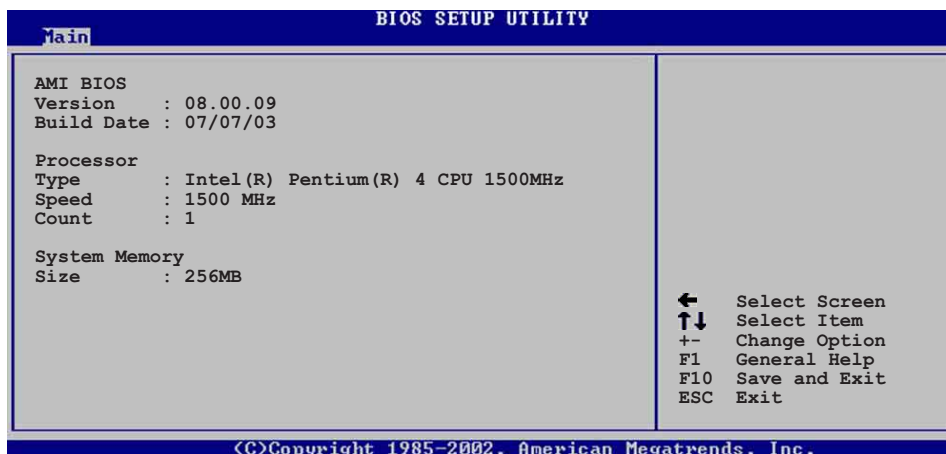 BIOS SETUP UTILITY
Main
AMI BIOS
Version : 08.00.09
Build Date : 07/07/03
Processor
Type : Intel(R) Pentium(R) 4 CPU 1500MHz
Speed : 1500 MHz
Count : 1
System Memory
Size : 256MB
← Select Screen
↑↓ Select Item
+- Change Option
F1 General Help
F10 Save and Exit
ESC Exit
(C)Copyright 1985-2002, American Megatrends, Inc.